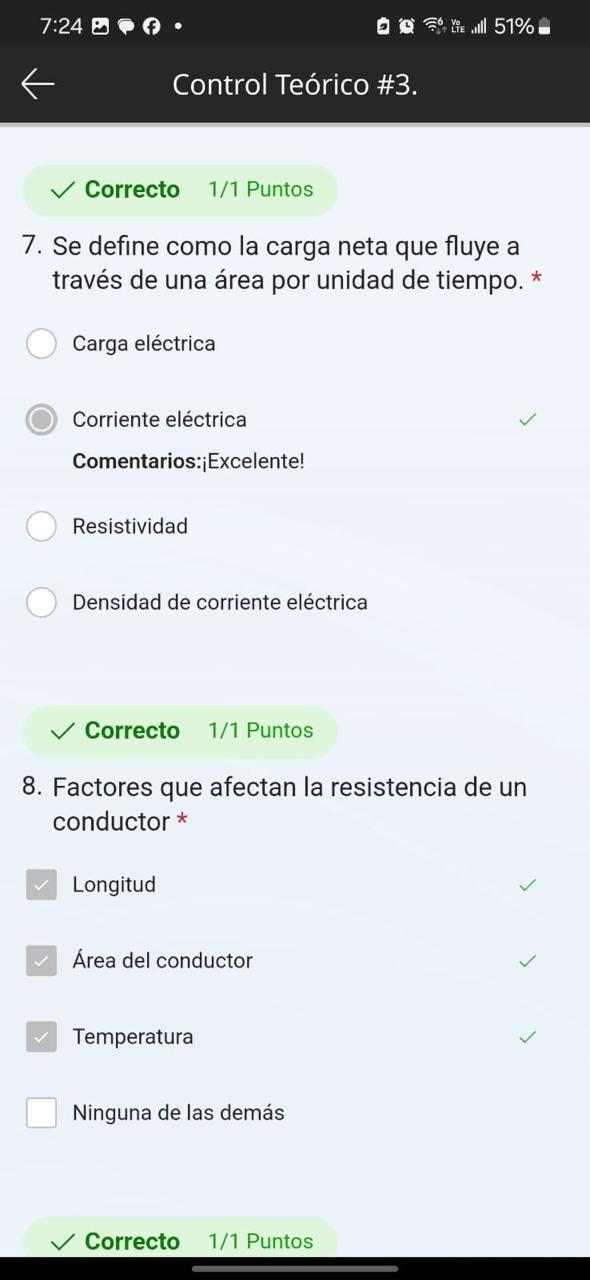 7:24
Vo
LTE
51%
Control Teórico #3.
Correcto 1/1 Puntos
7. Se define como la carga neta que fluye a
través de una área por unidad de tiempo. *
Carga eléctrica
Corriente eléctrica
Comentarios:¡Excelente!
Resistividad
Densidad de corriente eléctrica
Correcto 1/1 Puntos
8. Factores que afectan la resistencia de un
conductor *
Longitud
Área del conductor
Temperatura
Ninguna de las demás
Correcto 1/1 Puntos